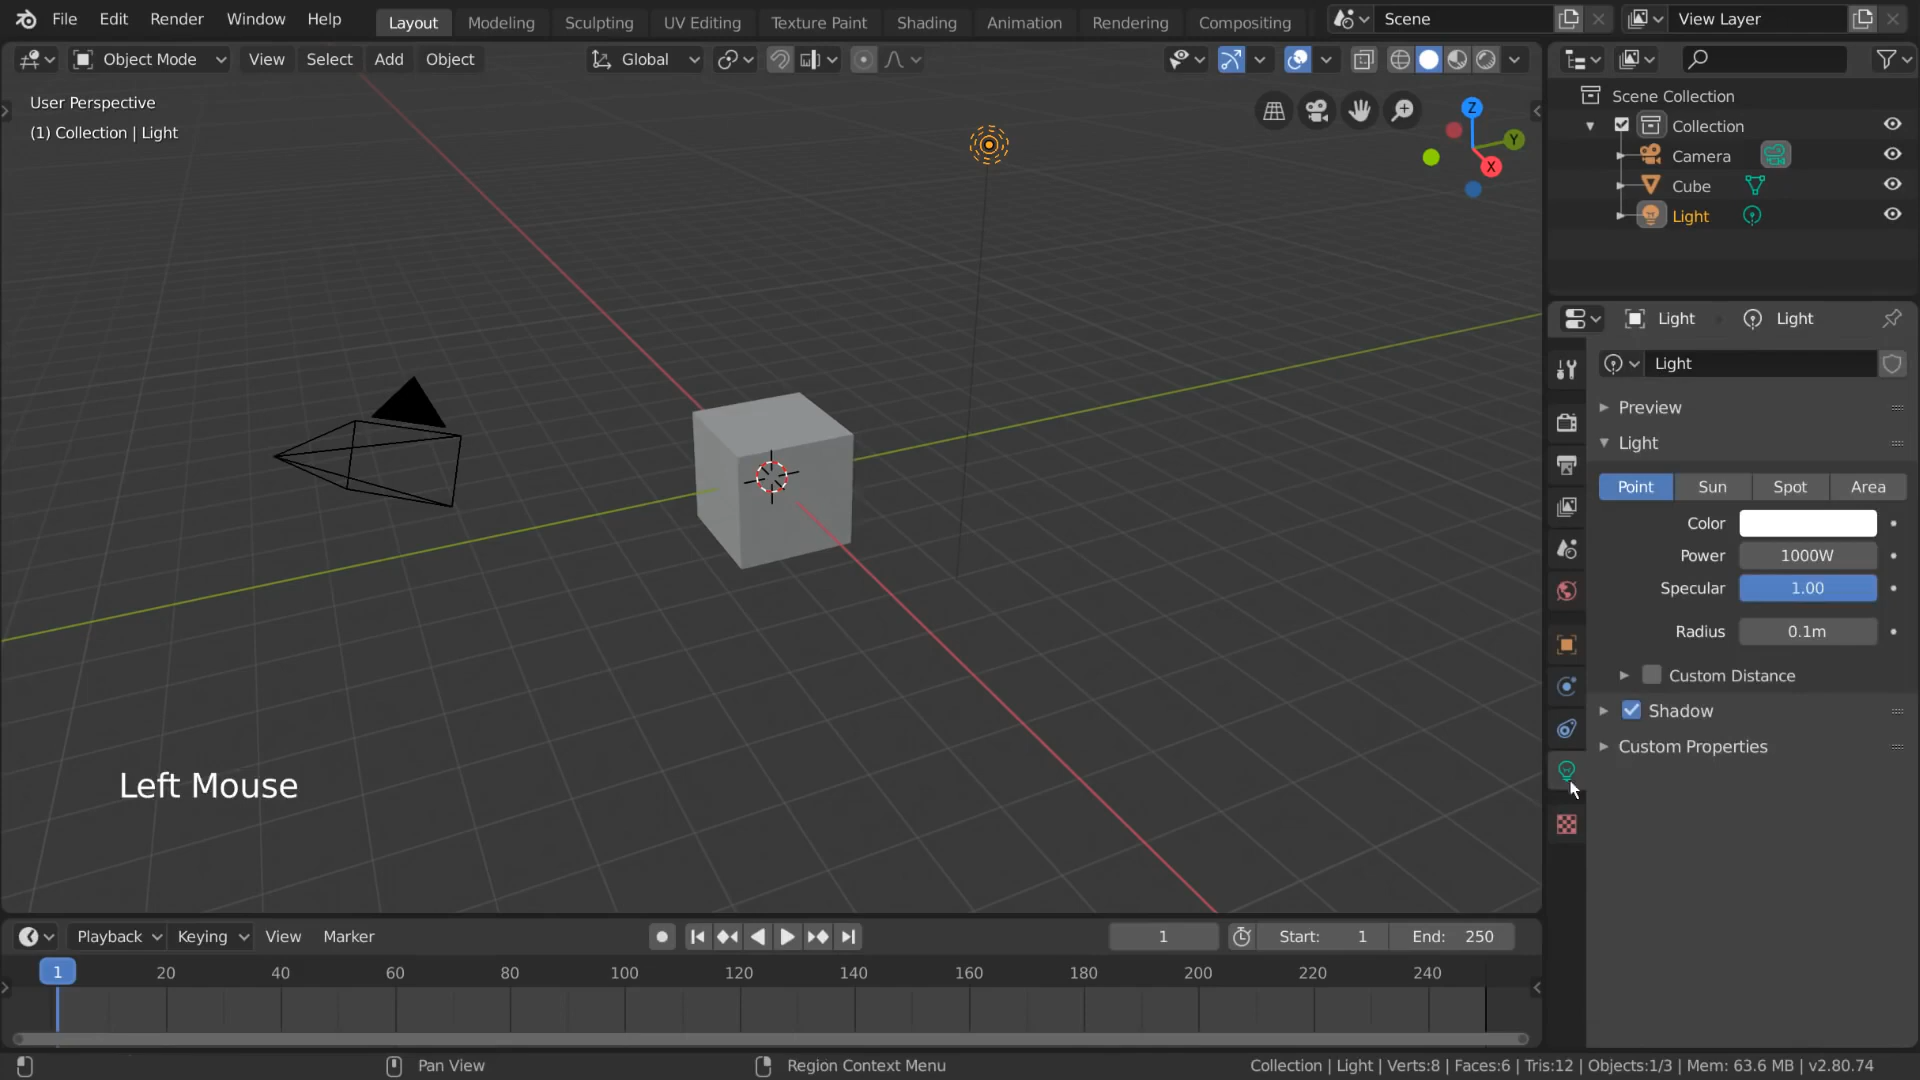 File Edit Render Window Help Layout Modeling Sculpting UV Editing Texture Paint Shading Animation Rendering Compositing Scene View Layer
Object Mode View Select Add Object Global
User Perspective
(1) Collection | Light
Z
Y
X
Scene Collection
Collection
Camera
Cube
Light
Light Light
Light
Preview
Light
Point Sun Spot Area
Color
Power 1000W
Specular 1.00
Radius 0.1m
Custom Distance
Shadow
Custom Properties
Left Mouse
Playback Keying View Marker 1 Start: 1 End: 250
1 20 40 60 80 100 120 140 160 180 200 220 240
Pan View Region Context Menu Collection | Light | Verts:8 | Faces:6 | Tris:12 | Objects:1/3 | Mem: 63.6 MB | v2.80.74